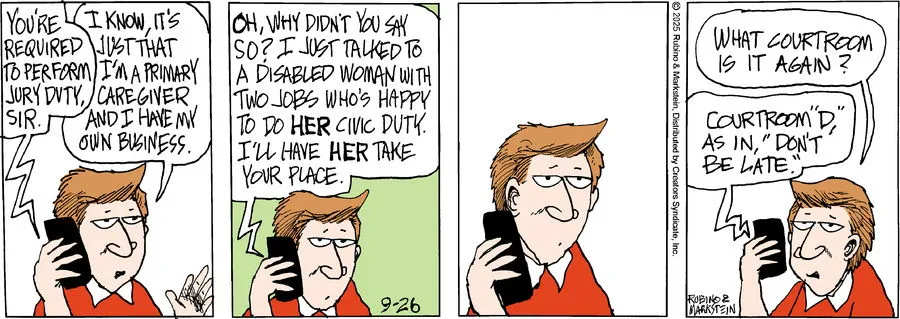 YOU'RE
REQUIRED
TO PERFORM
JURY DUTY,
SIR.
I KNOW, IT'S
JUST THAT
I'M A PRIMARY
CAREGIVER
AND I HAVE MY
OWN BUSINESS.
OH, WHY DIDN'T YOU SAY
SO? I JUST TALKED TO
A DISABLED WOMAN WITH
TWO JOBS WHO'S HAPPY
TO DO HER CIVIC DUTY.
I'LL HAVE HER TAKE
YOUR PLACE.
9-26
© 2025 Rubino & Markstein, Distributed by Creators Syndicate, Inc.
WHAT COURTROOM
IS IT AGAIN?
COURTROOM "D,"
AS IN, "DON'T
BE LATE."
RUBINO &
MARKSTEIN